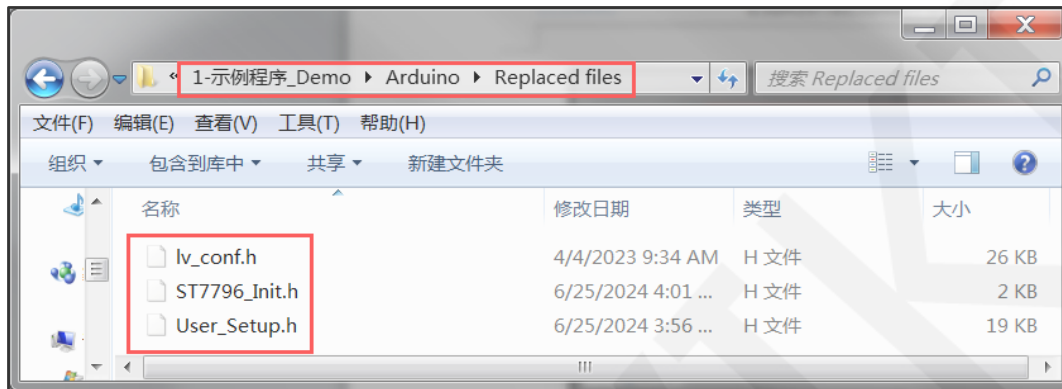 « 1-示例程序_Demo ▸ Arduino ▸ Replaced files 搜索 Replaced files
文件(F) 编辑(E) 查看(V) 工具(T) 帮助(H)
组织 包含到库中 共享 新建文件夹
名称 修改日期 类型 大小
lv_conf.h 4/4/2023 9:34 AM H 文件 26 KB
ST7796_Init.h 6/25/2024 4:01 ... H 文件 2 KB
User_Setup.h 6/25/2024 3:56 ... H 文件 19 KB